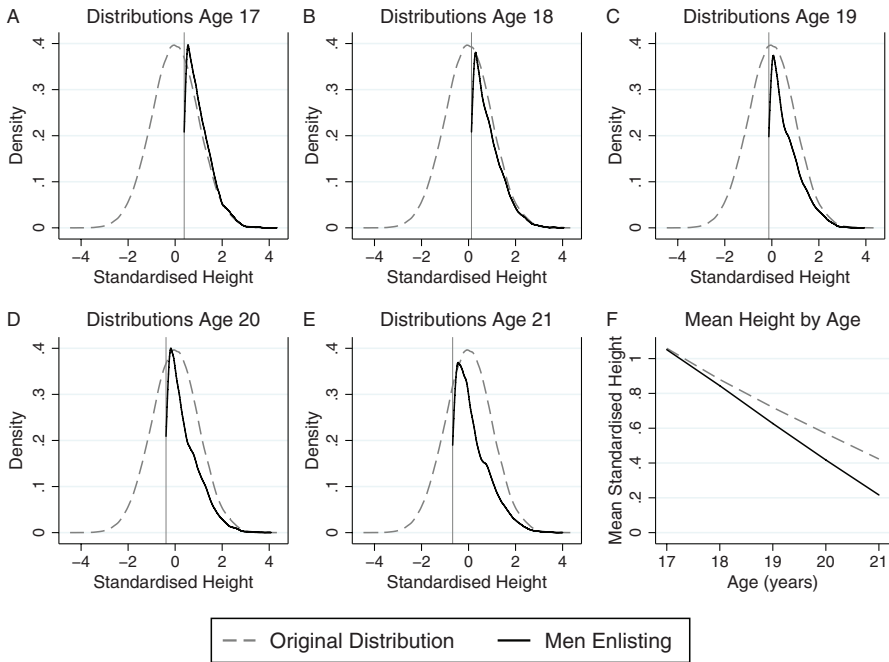 A Distributions Age 17
Density
.4
.3
.2
.1
0
−4 −2 0 2 4
Standardised Height
B Distributions Age 18
Density
.4
.3
.2
.1
0
−4 −2 0 2 4
Standardised Height
C Distributions Age 19
Density
.4
.3
.2
.1
0
−4 −2 0 2 4
Standardised Height
D Distributions Age 20
Density
.4
.3
.2
.1
0
−4 −2 0 2 4
Standardised Height
E Distributions Age 21
Density
.4
.3
.2
.1
0
−4 −2 0 2 4
Standardised Height
F Mean Height by Age
Mean Standardised Height
1
.8
.6
.4
.2
0
17 18 19 20 21
Age (years)
Original Distribution Men Enlisting